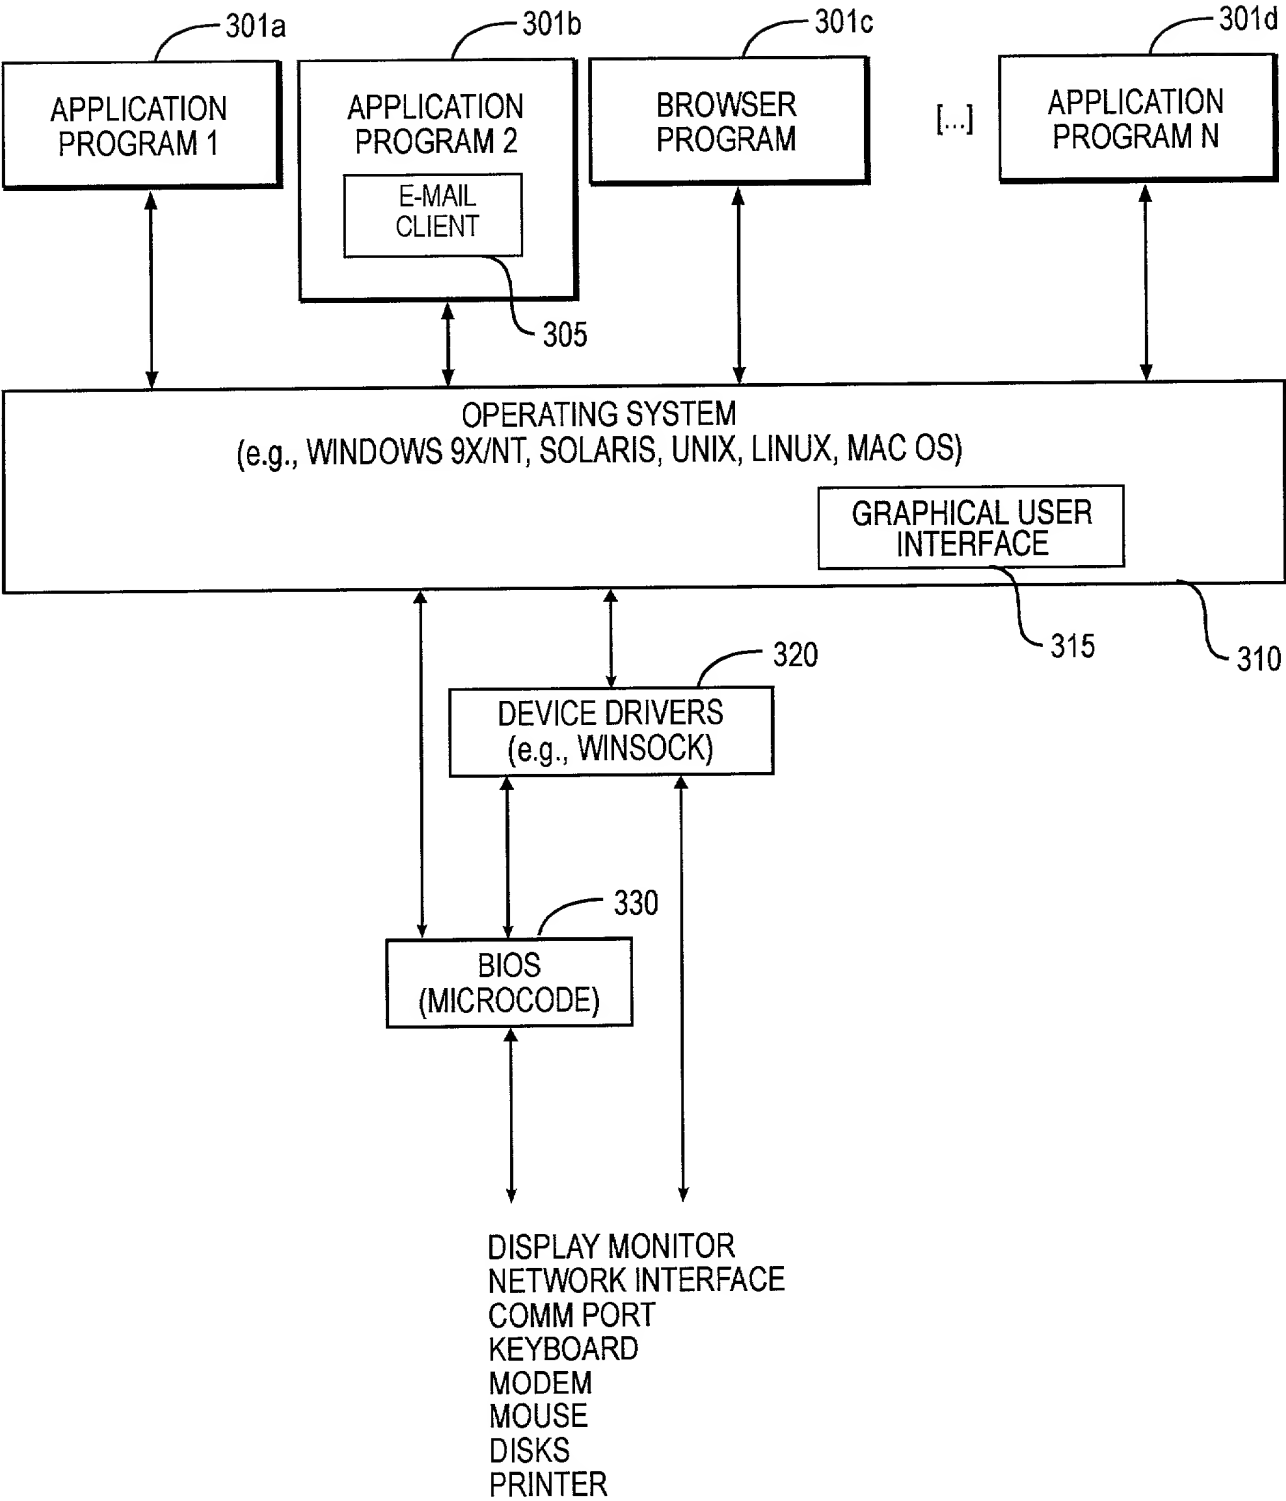 301a
301b
301c
301d
APPLICATION
PROGRAM 1
APPLICATION
PROGRAM 2
E-MAIL
CLIENT
BROWSER
PROGRAM
[...]
APPLICATION
PROGRAM N
305
OPERATING SYSTEM
(e.g., WINDOWS 9X/NT, SOLARIS, UNIX, LINUX, MAC OS)
GRAPHICAL USER
INTERFACE
315
310
320
DEVICE DRIVERS
(e.g., WINSOCK)
330
BIOS
(MICROCODE)
DISPLAY MONITOR
NETWORK INTERFACE
COMM PORT
KEYBOARD
MODEM
MOUSE
DISKS
PRINTER